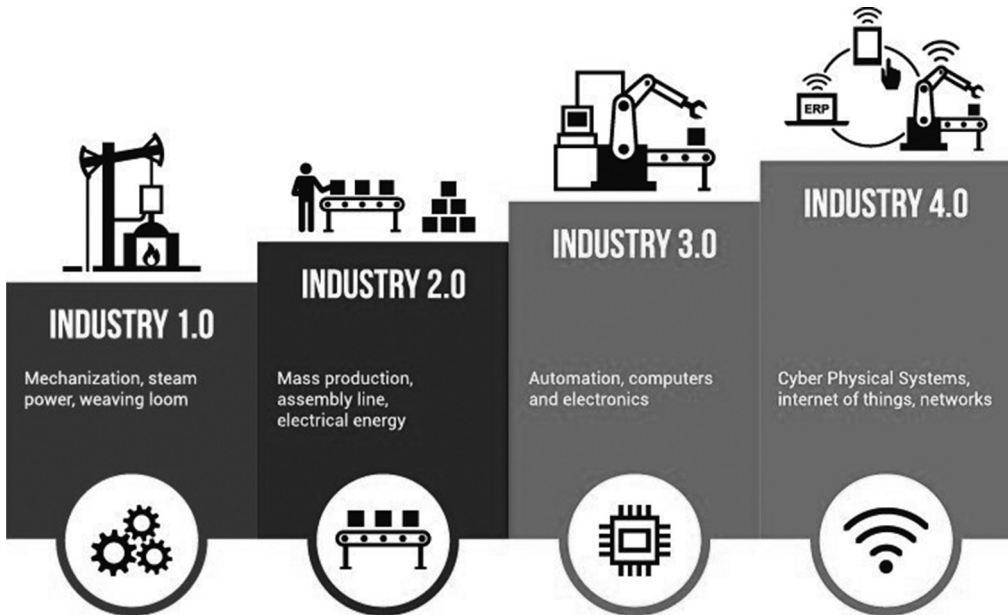 ERP
INDUSTRY 1.0
Mechanization, steam
power, weaving loom
INDUSTRY 2.0
Mass production,
assembly line,
electrical energy
INDUSTRY 3.0
Automation, computers
and electronics
INDUSTRY 4.0
Cyber Physical Systems,
internet of things, networks